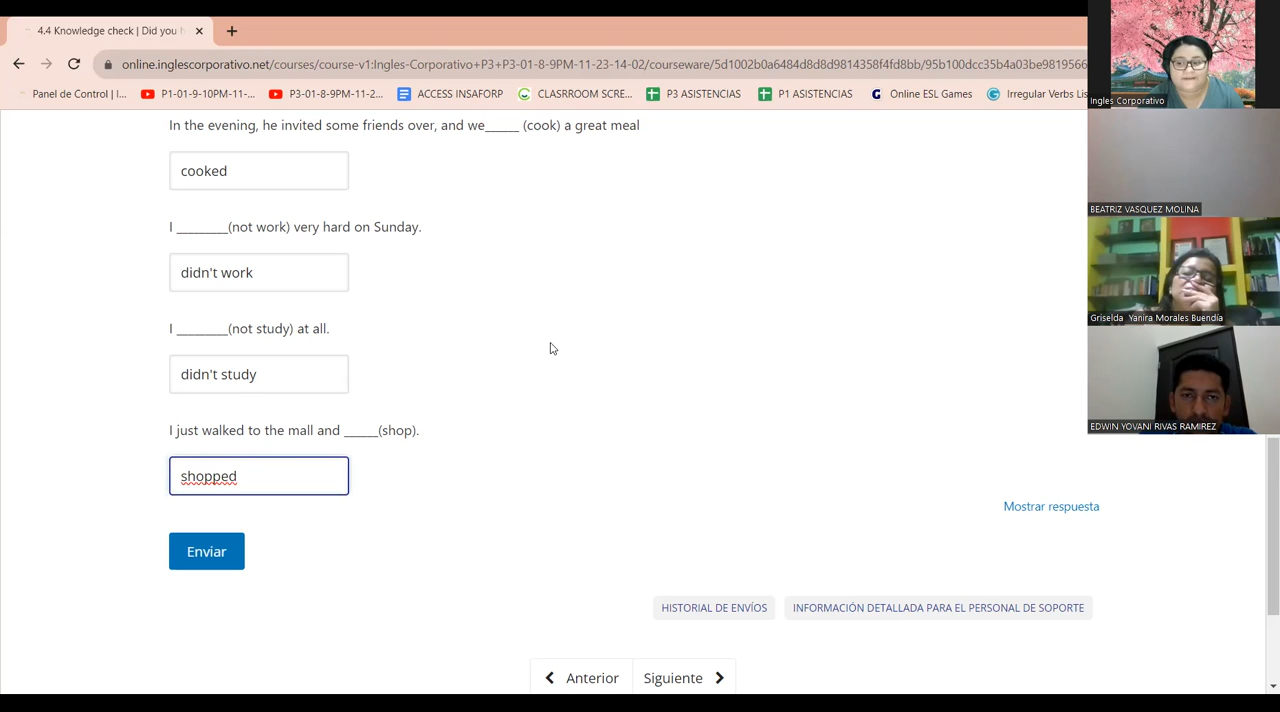 4.4 Knowledge check | Did you h
online.inglescorporativo.net/courses/course-v1:Ingles-Corporativo+P3+P3-01-8-9PM-11-23-14-02/courseware/5d1002b0a6484d8d8d9814358f4fd8bb/95b100dcc35b4a03be9819566
Panel de Control | I...
P1-01-9-10PM-11-...
P3-01-8-9PM-11-2...
ACCESS INSAFORP
CLASRROOM SCRE...
P3 ASISTENCIAS
P1 ASISTENCIAS
Online ESL Games
Irregular Verbs Lis
Ingles Corporativo
In the evening, he invited some friends over, and we______ (cook) a great meal
cooked
BEATRIZ VASQUEZ MOLINA
I _________(not work) very hard on Sunday.
didn't work
Griselda Yanira Morales Buendía
I _________(not study) at all.
didn't study
EDWIN YOVANI RIVAS RAMIREZ
I just walked to the mall and ______(shop).
shopped
Mostrar respuesta
Enviar
HISTORIAL DE ENVÍOS
INFORMACIÓN DETALLADA PARA EL PERSONAL DE SOPORTE
Anterior
Siguiente